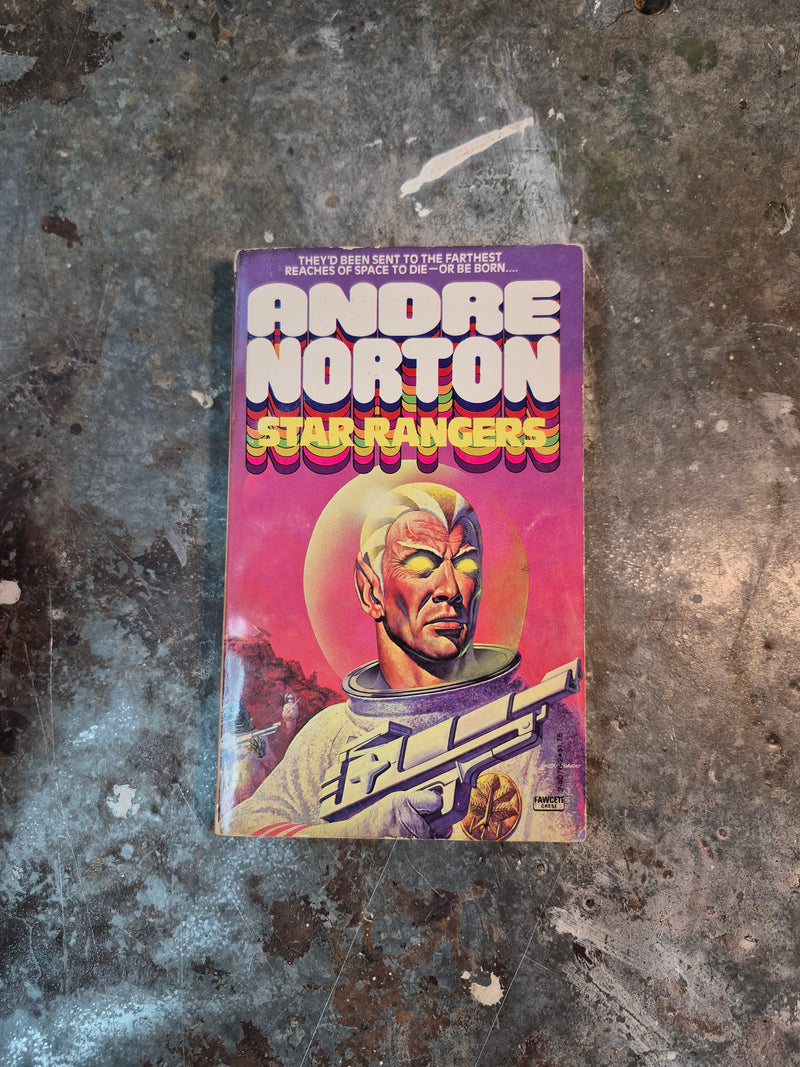 THEY'D BEEN SENT TO THE FARTHEST
REACHES OF SPACE TO DIE—OR BE BORN....
ANDRE
NORTON
STAR RANGERS
FAWCETT
CREST